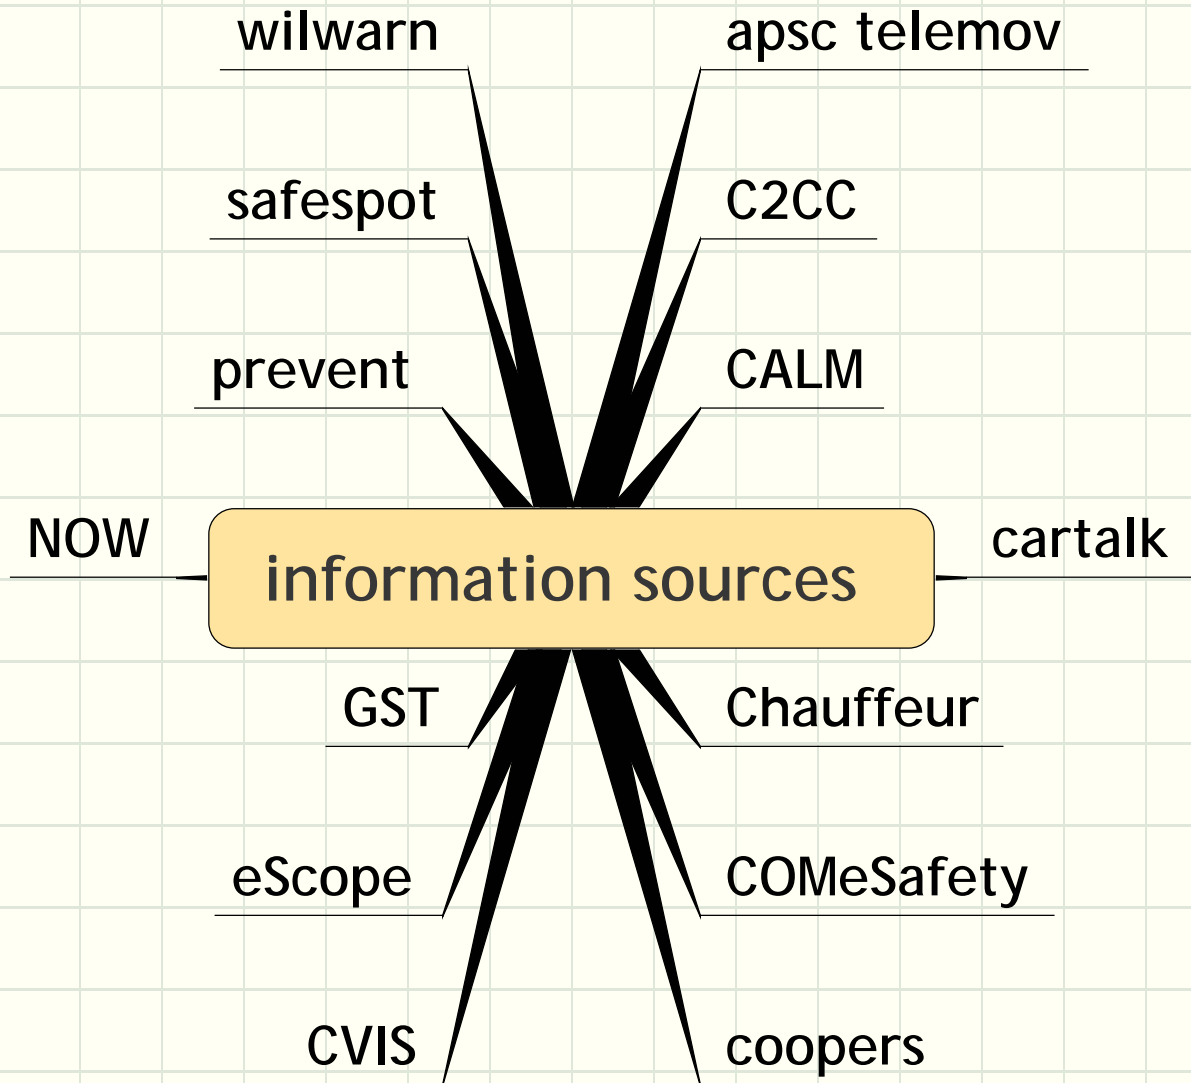 wilwarn
apsc telemov
safespot
C2CC
prevent
CALM
NOW
information sources
cartalk
GST
Chauffeur
eScope
COMeSafety
CVIS
coopers